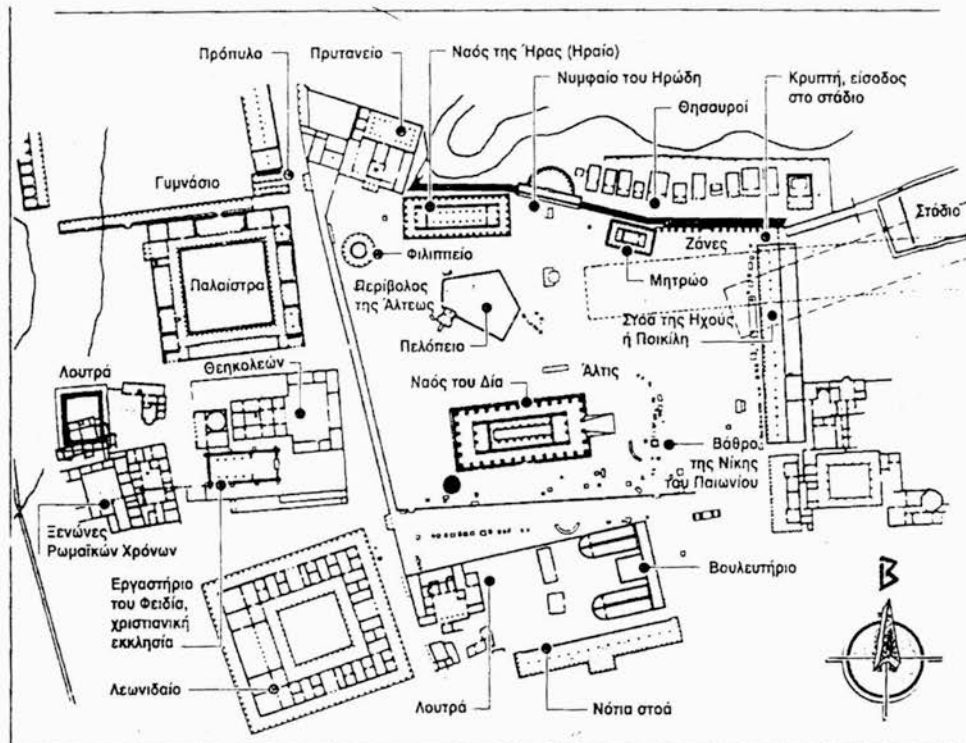 Πρόπυλο
Πρυτανείο
Ναός της Ήρας (Ηραίο)
Νυμφαίο του Ηρώδη
Θησαυροί
Κρυπτή, είσοδος
στο στάδιο
Γυμνάσιο
Στάδιο
Παλαίστρα
Φιλιππείο
Περίβολος
της Άλτεως
Ζάνες
Μητρώο
Πελόπειο
Στοά της Ηχούς
ή Ποικίλη
Λουτρά
Θεηκολεών
Ναός του Δία
Άλτις
Βάθρο
της Νίκης
του Παιωνίου
Ξενώνες
Ρωμαϊκών Χρόνων
Εργαστήριο
του Φειδία,
χριστιανική
εκκλησία
Βουλευτήριο
Β
Λεωνιδαίο
Λουτρά
Νότια στοά